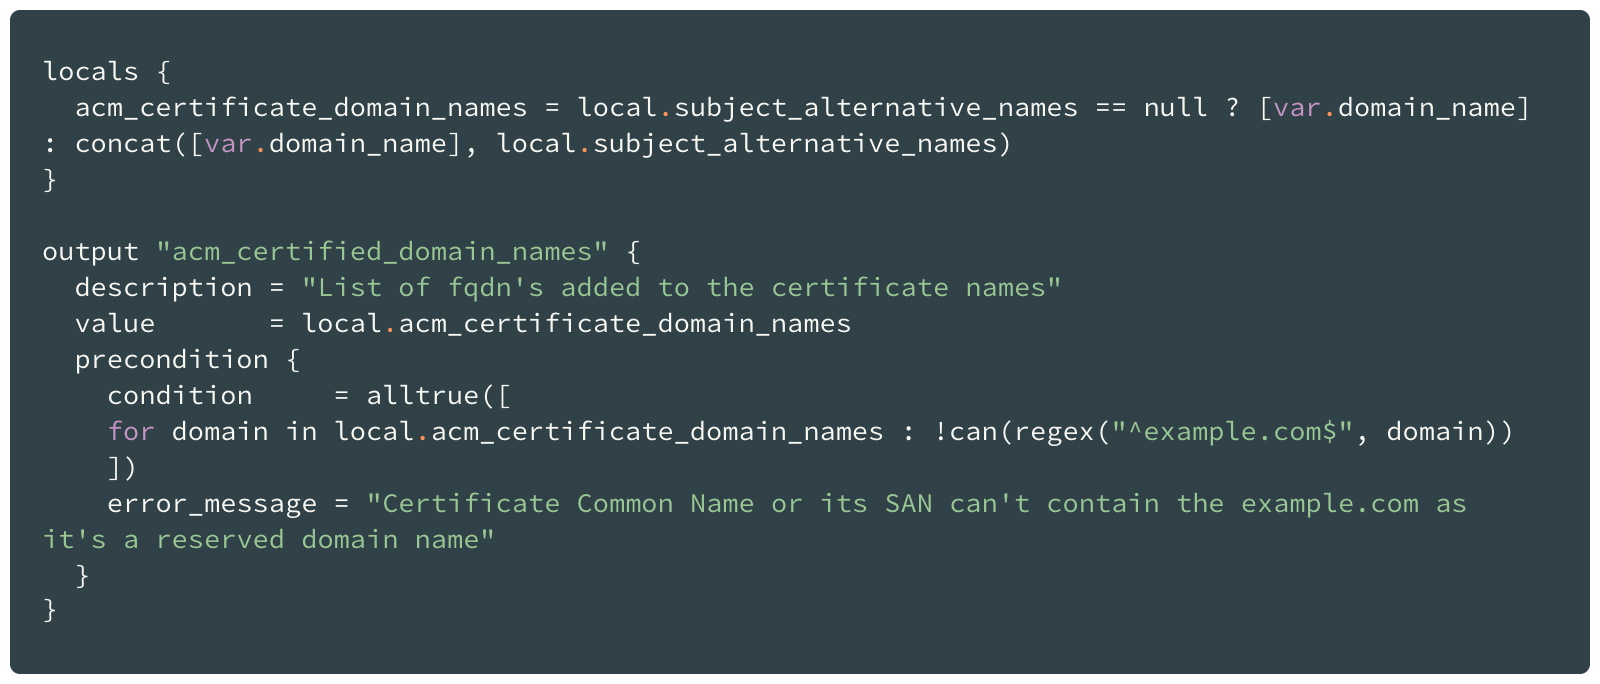 locals {
  acm_certificate_domain_names = local.subject_alternative_names == null ? [var.domain_name]
: concat([var.domain_name], local.subject_alternative_names)
}

output "acm_certified_domain_names" {
  description = "List of fqdn's added to the certificate names"
  value       = local.acm_certificate_domain_names
  precondition {
    condition     = alltrue([
    for domain in local.acm_certificate_domain_names : !can(regex("^example.com$", domain))
    ])
    error_message = "Certificate Common Name or its SAN can't contain the example.com as
it's a reserved domain name"
  }
}